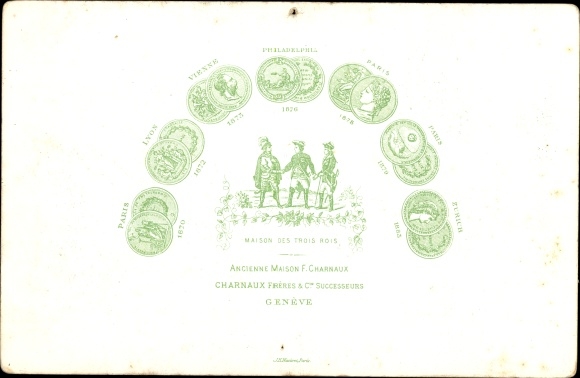 PARIS
1870
LYON
1872
VIENNE
1873
PHILADELPHIE
1876
PARIS
1878
PARIS
1879
ZURICH
1883
MAISON DES TROIS ROIS
ANCIENNE MAISON F. CHARNAUX
CHARNAUX FRÈRES & Cie SUCCESSEURS
GENÈVE